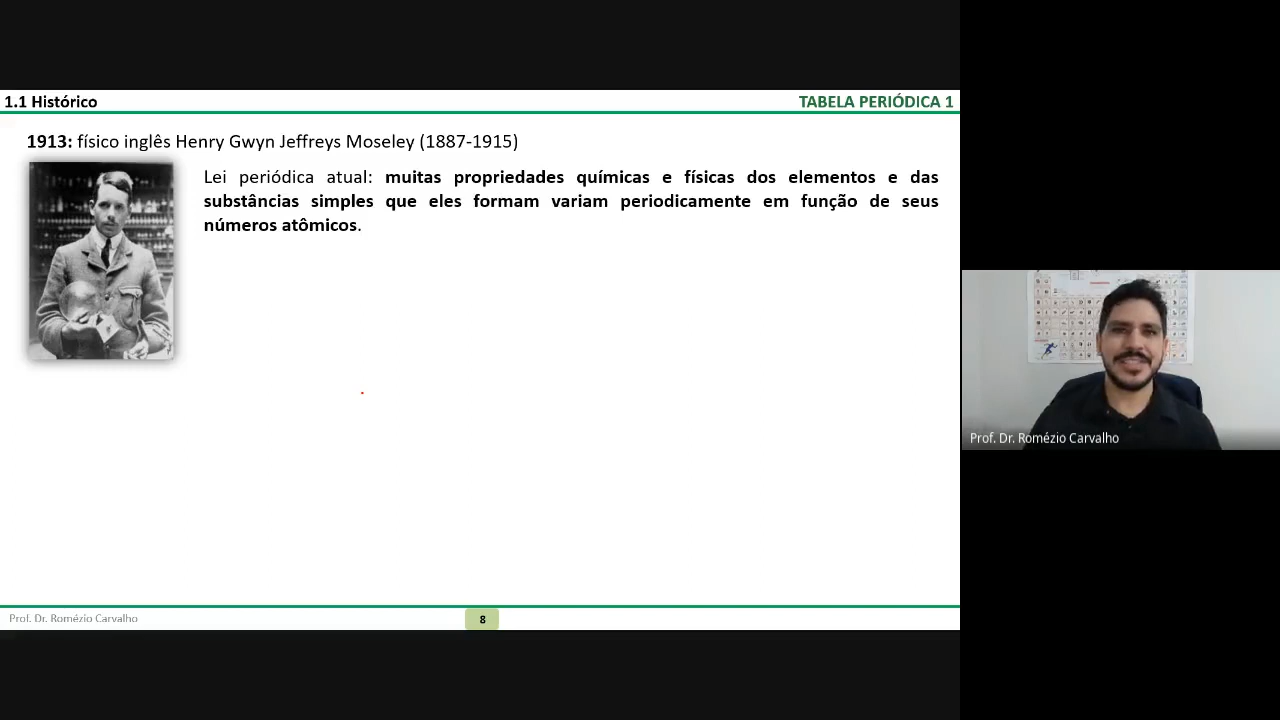 1.1 Histórico
TABELA PERIÓDICA 1
1913: físico inglês Henry Gwyn Jeffreys Moseley (1887-1915)
Lei periódica atual: muitas propriedades químicas e físicas dos elementos e das
substâncias simples que eles formam variam periodicamente em função de seus
números atômicos.
Prof. Dr. Romézio Carvalho
Prof. Dr. Romézio Carvalho
8